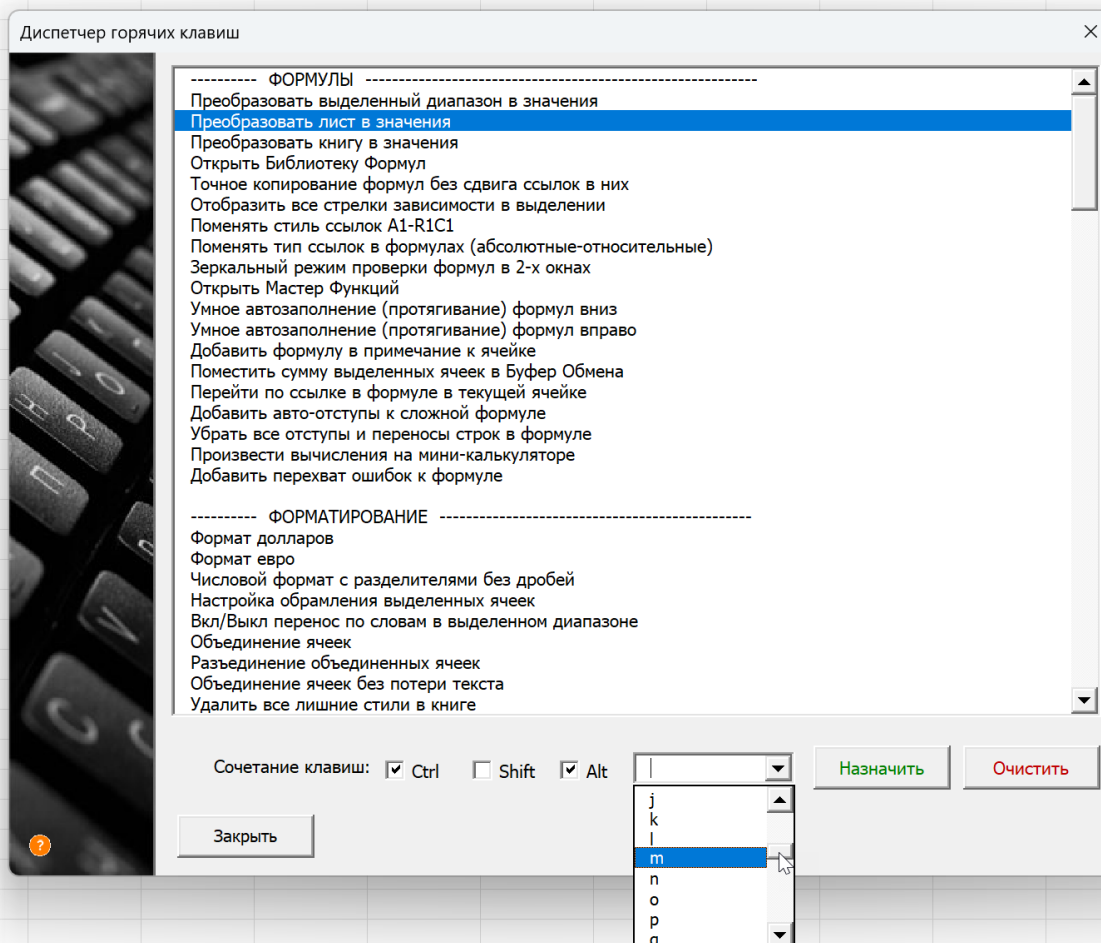 Диспетчер горячих клавиш
---------- ФОРМУЛЫ -----------------------------------------------------------
Преобразовать выделенный диапазон в значения
Преобразовать лист в значения
Преобразовать книгу в значения
Открыть Библиотеку Формул
Точное копирование формул без сдвига ссылок в них
Отобразить все стрелки зависимости в выделении
Поменять стиль ссылок A1-R1C1
Поменять тип ссылок в формулах (абсолютные-относительные)
Зеркальный режим проверки формул в 2-х окнах
Открыть Мастер Функций
Умное автозаполнение (протягивание) формул вниз
Умное автозаполнение (протягивание) формул вправо
Добавить формулу в примечание к ячейке
Поместить сумму выделенных ячеек в Буфер Обмена
Перейти по ссылке в формуле в текущей ячейке
Добавить авто-отступы к сложной формуле
Убрать все отступы и переносы строк в формуле
Произвести вычисления на мини-калькуляторе
Добавить перехват ошибок к формуле
---------- ФОРМАТИРОВАНИЕ -----------------------------------------------
Формат долларов
Формат евро
Числовой формат с разделителями без дробей
Настройка обрамления выделенных ячеек
Вкл/Выкл перенос по словам в выделенном диапазоне
Объединение ячеек
Разъединение объединенных ячеек
Объединение ячеек без потери текста
Удалить все лишние стили в книге
Сочетание клавиш: Ctrl Shift Alt Назначить Очистить
j
k
l
m
n
o
p
q
Закрыть
?